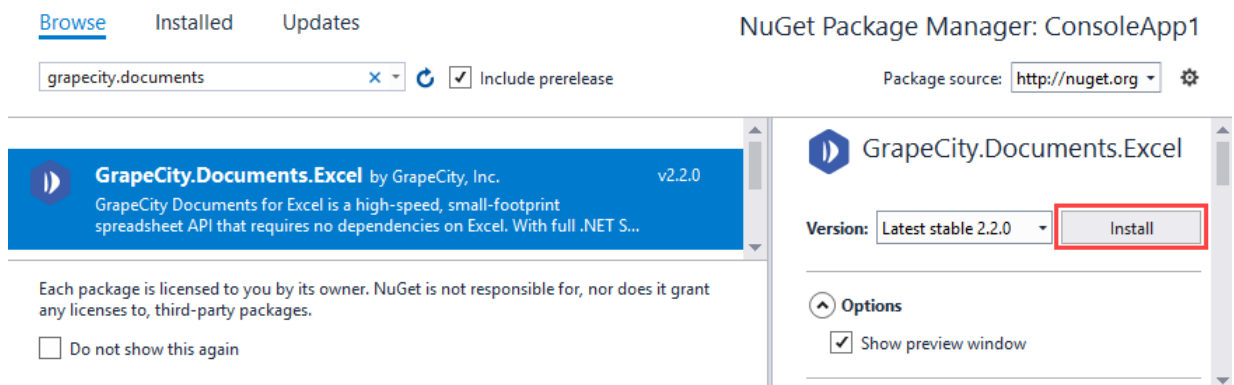 Browse Installed Updates NuGet Package Manager: ConsoleApp1
grapecity.documents Include prerelease Package source: http://nuget.org
GrapeCity.Documents.Excel by GrapeCity, Inc. v2.2.0
GrapeCity Documents for Excel is a high-speed, small-footprint
spreadsheet API that requires no dependencies on Excel. With full .NET S...
Each package is licensed to you by its owner. NuGet is not responsible for, nor does it grant
any licenses to, third-party packages.
Do not show this again
GrapeCity.Documents.Excel
Version: Latest stable 2.2.0 Install
Options
Show preview window